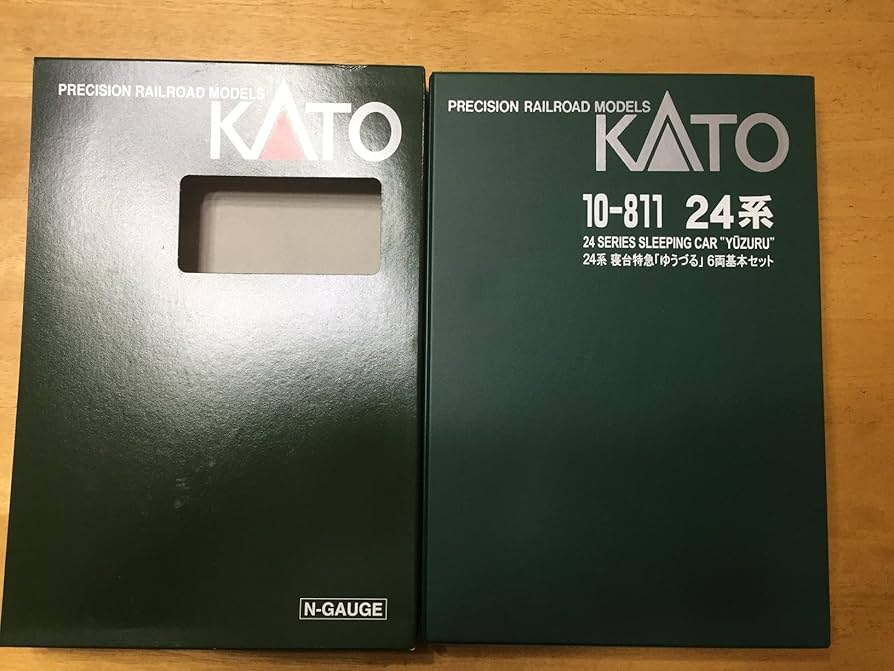 PRECISION RAILROAD MODELS
KATO
N-GAUGE
PRECISION RAILROAD MODELS
KATO
10-811 24系
24 SERIES SLEEPING CAR "YŪZURU"
24系 寝台特急「ゆうづる」 6両基本セット